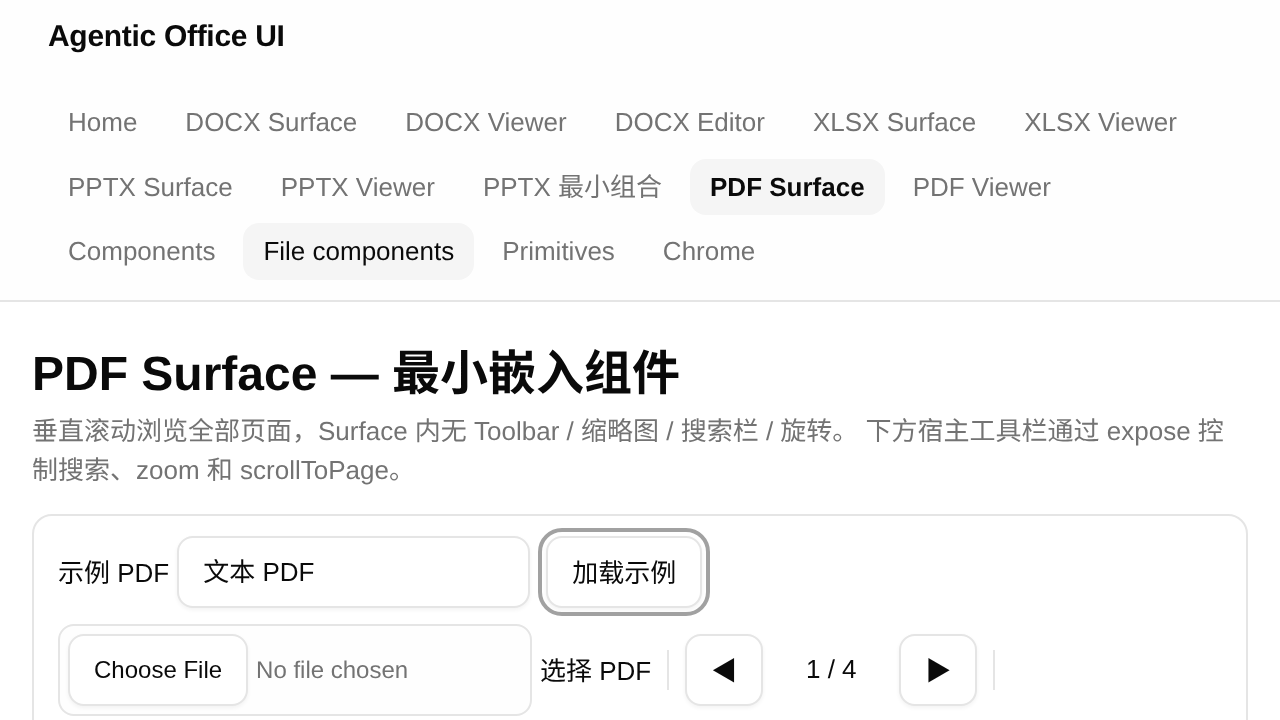 Agentic Office UI
Home DOCX Surface DOCX Viewer DOCX Editor XLSX Surface XLSX Viewer
PPTX Surface PPTX Viewer PPTX 最小组合 PDF Surface PDF Viewer
Components File components Primitives Chrome
PDF Surface — 最小嵌入组件
垂直滚动浏览全部页面，Surface 内无 Toolbar / 缩略图 / 搜索栏 / 旋转。 下方宿主工具栏通过 expose 控
制搜索、zoom 和 scrollToPage。
示例 PDF 文本 PDF 加载示例
Choose File No file chosen 选择 PDF ◀ 1 / 4 ▶